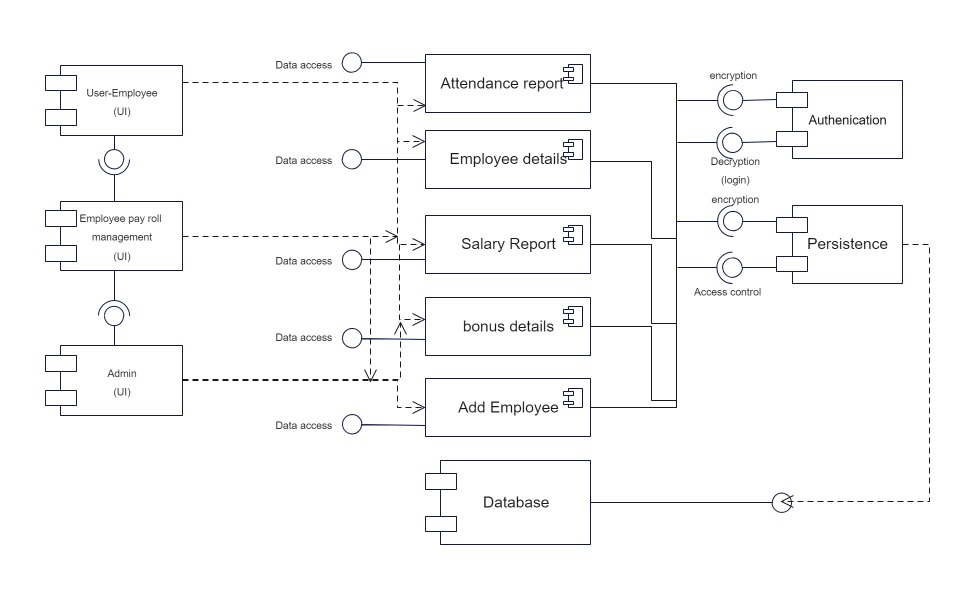 User-Employee
(UI)
Employee pay roll
management
(UI)
Admin
(UI)
Data access
Attendance report
Data access
Employee details
Data access
Salary Report
Data access
bonus details
Data access
Add Employee
Database
encryption
Decryption
(login)
Authenication
encryption
Access control
Persistence